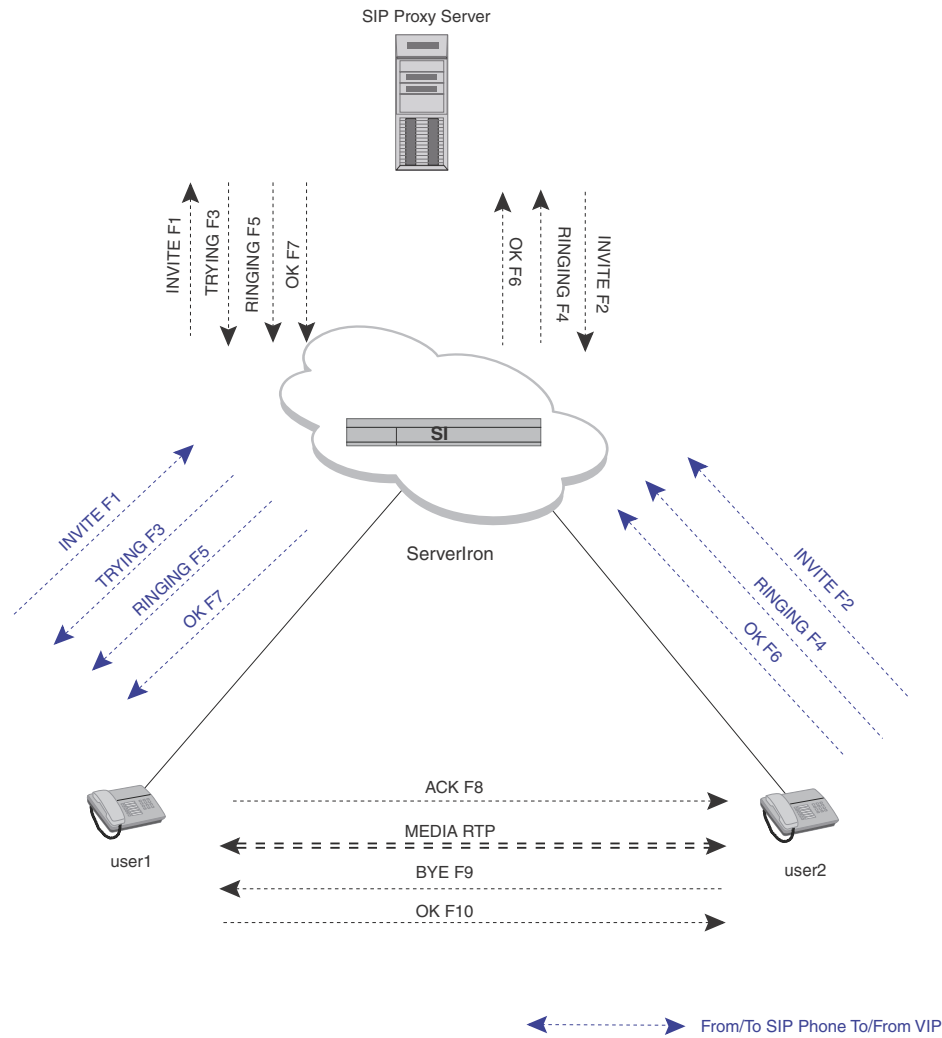 SIP Proxy Server
INVITE F1
TRYING F3
RINGING F5
OK F7
OK F6
RINGING F4
INVITE F2
SI
ServerIron
INVITE F1
TRYING F3
RINGING F5
OK F7
INVITE F2
RINGING F4
OK F6
ACK F8
MEDIA RTP
BYE F9
OK F10
user1
user2
From/To SIP Phone To/From VIP